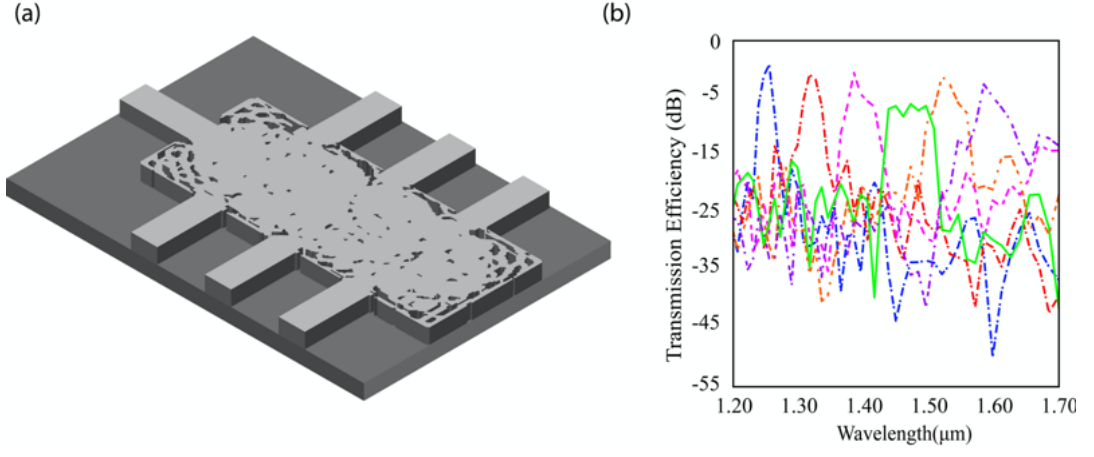 (a)
(b)
Transmission Efficiency (dB)
0
-5
-15
-25
-35
-45
-55
1.20 1.30 1.40 1.50 1.60 1.70
Wavelength(μm)